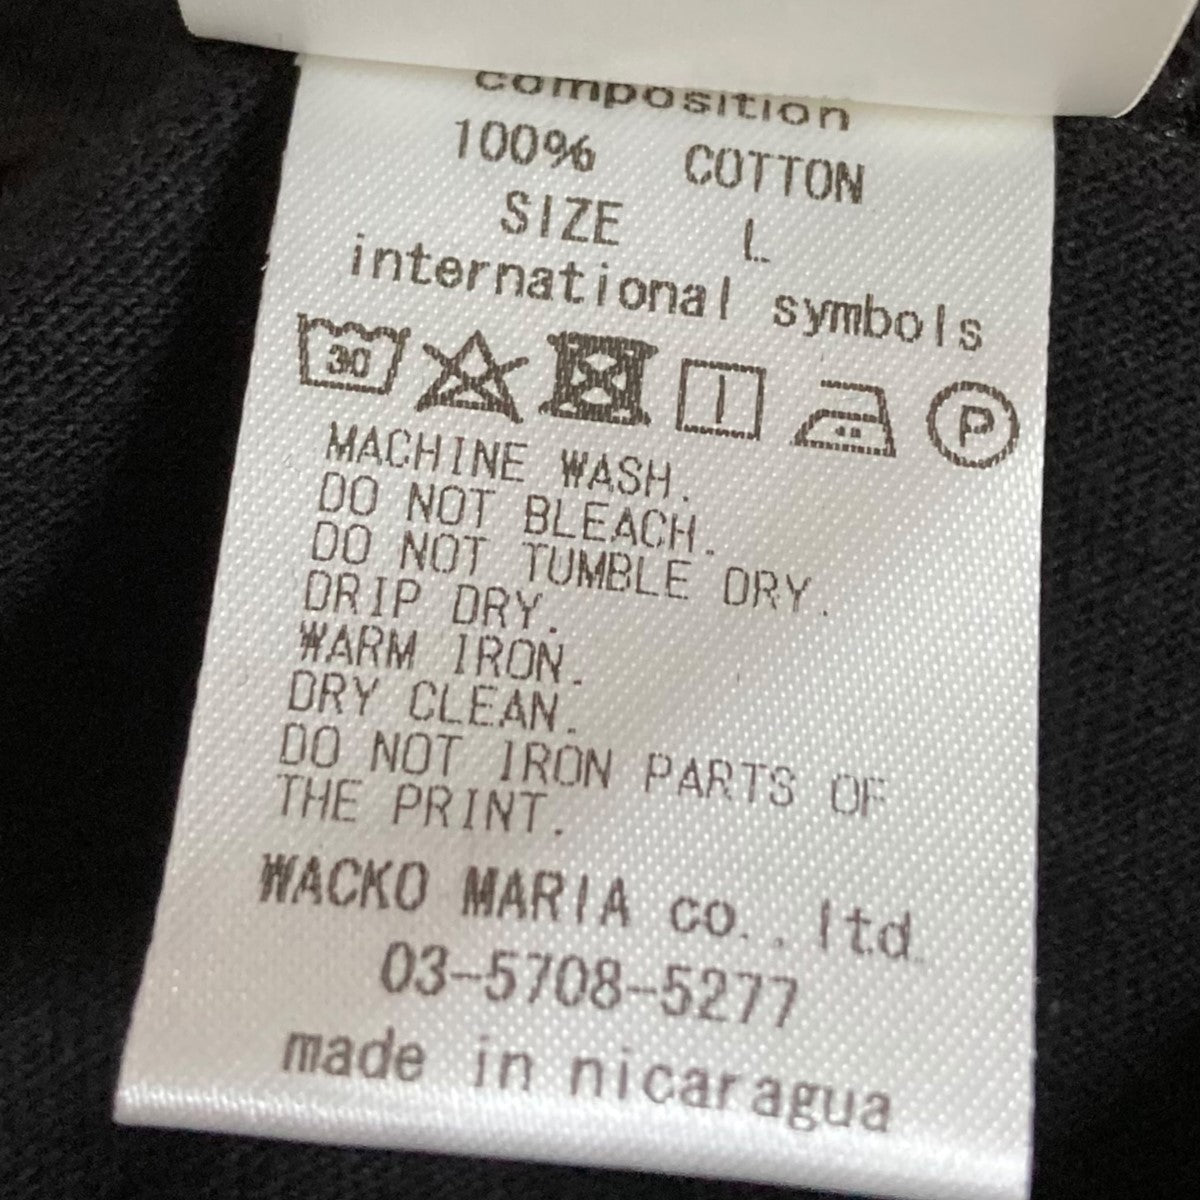 composition
100% COTTON
SIZE L
international symbols
30 P
MACHINE WASH.
DO NOT BLEACH.
DO NOT TUMBLE DRY.
DRIP DRY.
WARM IRON.
DRY CLEAN.
DO NOT IRON PARTS OF
THE PRINT.
WACKO MARIA co.,ltd.
03-5708-5277
made in nicaragua